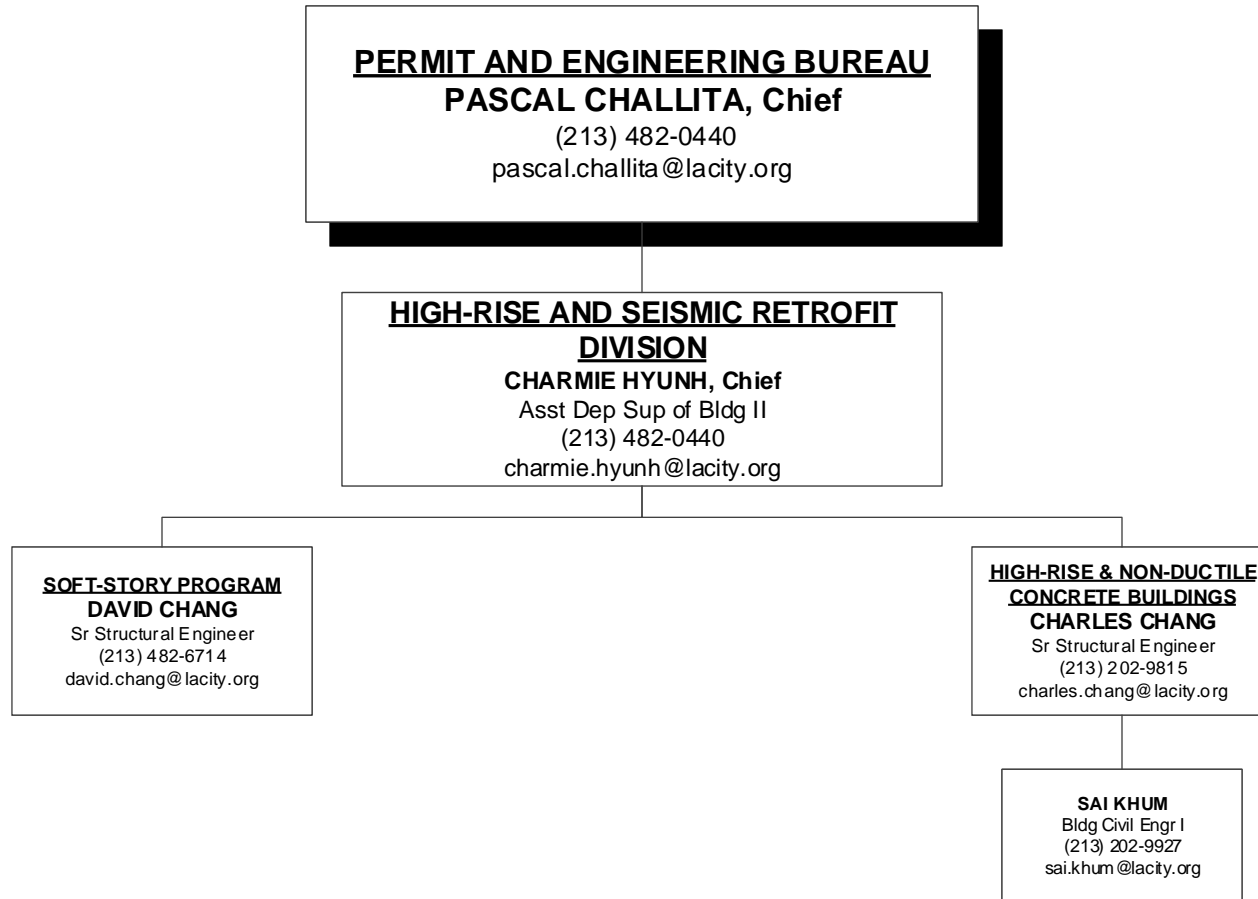 PERMIT AND ENGINEERING BUREAU
PASCAL CHALLITA, Chief
(213) 482-0440
pascal.challita@lacity.org
HIGH-RISE AND SEISMIC RETROFIT
DIVISION
CHARMIE HYUNH, Chief
Asst Dep Sup of Bldg II
(213) 482-0440
charmie.hyunh@lacity.org
SOFT-STORY PROGRAM
DAVID CHANG
Sr Structural Engineer
(213) 482-6714
david.chang@lacity.org
HIGH-RISE & NON-DUCTILE
CONCRETE BUILDINGS
CHARLES CHANG
Sr Structural Engineer
(213) 202-9815
charles.chang@lacity.org
SAI KHUM
Bldg Civil Engr I
(213) 202-9927
sai.khum@lacity.org